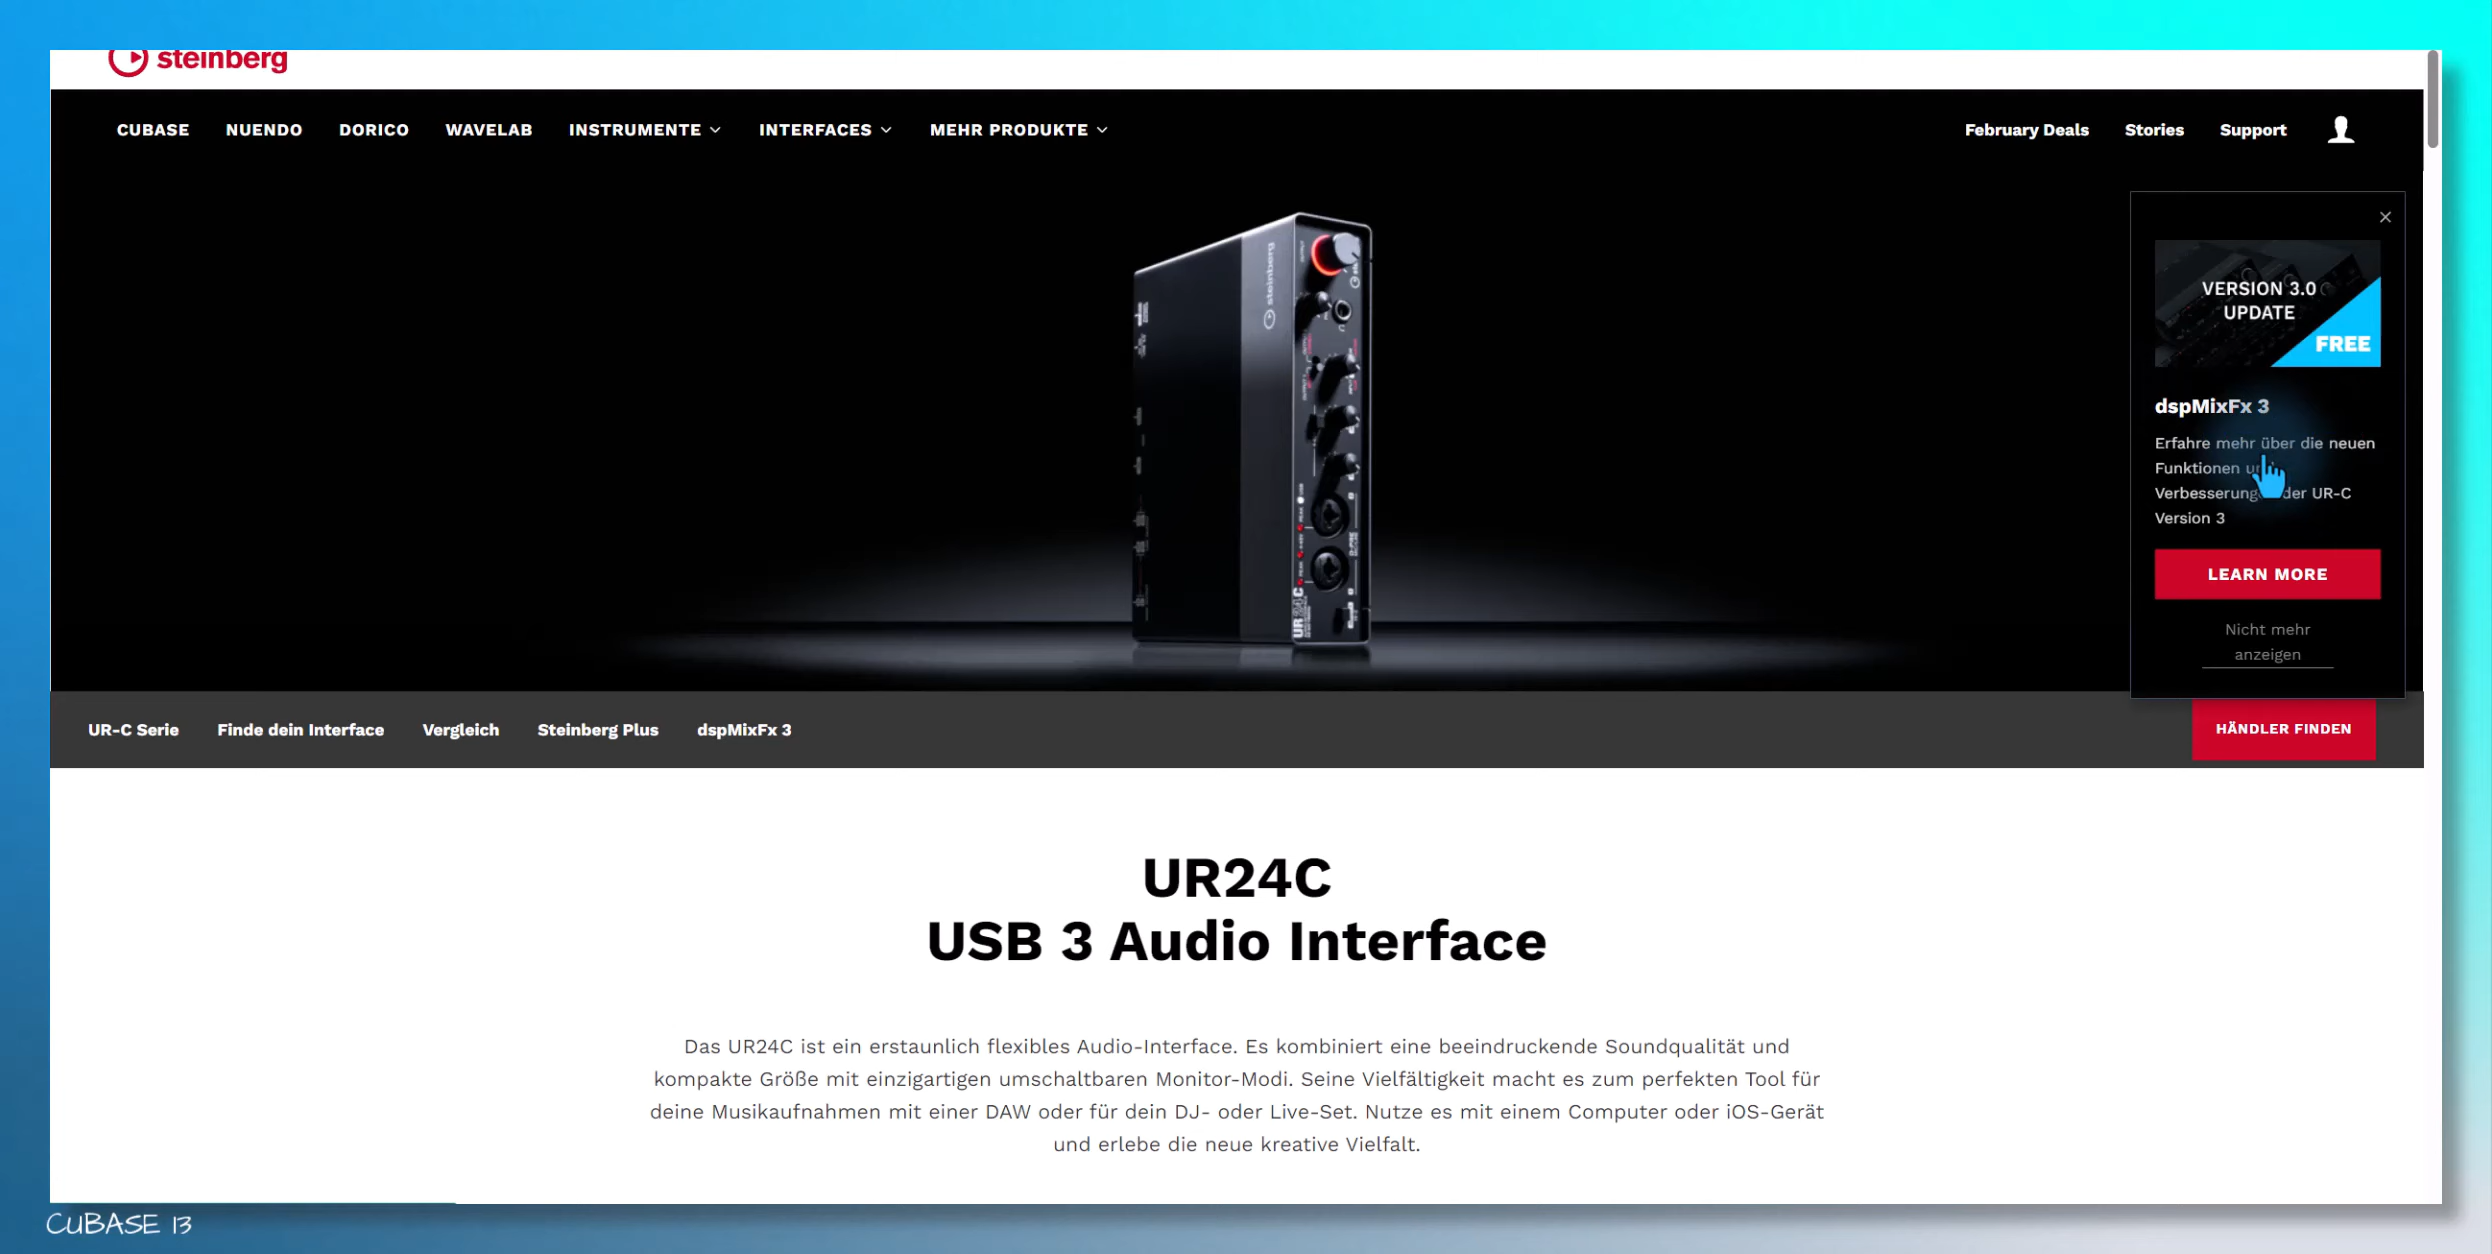 steinberg
CUBASE NUENDO DORICO WAVELAB INSTRUMENTE INTERFACES MEHR PRODUKTE
February Deals Stories Support
steinberg
UR24C
VERSION 3.0
UPDATE
FREE
dspMixFx 3
Erfahre mehr über die neuen
Funktionen
der UR-C
Version 3
LEARN MORE
Nicht mehr
anzeigen
UR-C Serie Finde dein Interface Vergleich Steinberg Plus dspMixFx 3
HÄNDLER FINDEN
UR24C
USB 3 Audio Interface
Das UR24C ist ein erstaunlich flexibles Audio-Interface. Es kombiniert eine beeindruckende Soundqualität und
kompakte Größe mit einzigartigen umschaltbaren Monitor-Modi. Seine Vielfältigkeit macht es zum perfekten Tool für
deine Musikaufnahmen mit einer DAW oder für dein DJ- oder Live-Set. Nutze es mit einem Computer oder iOS-Gerät
und erlebe die neue kreative Vielfalt.
CUBASE 13